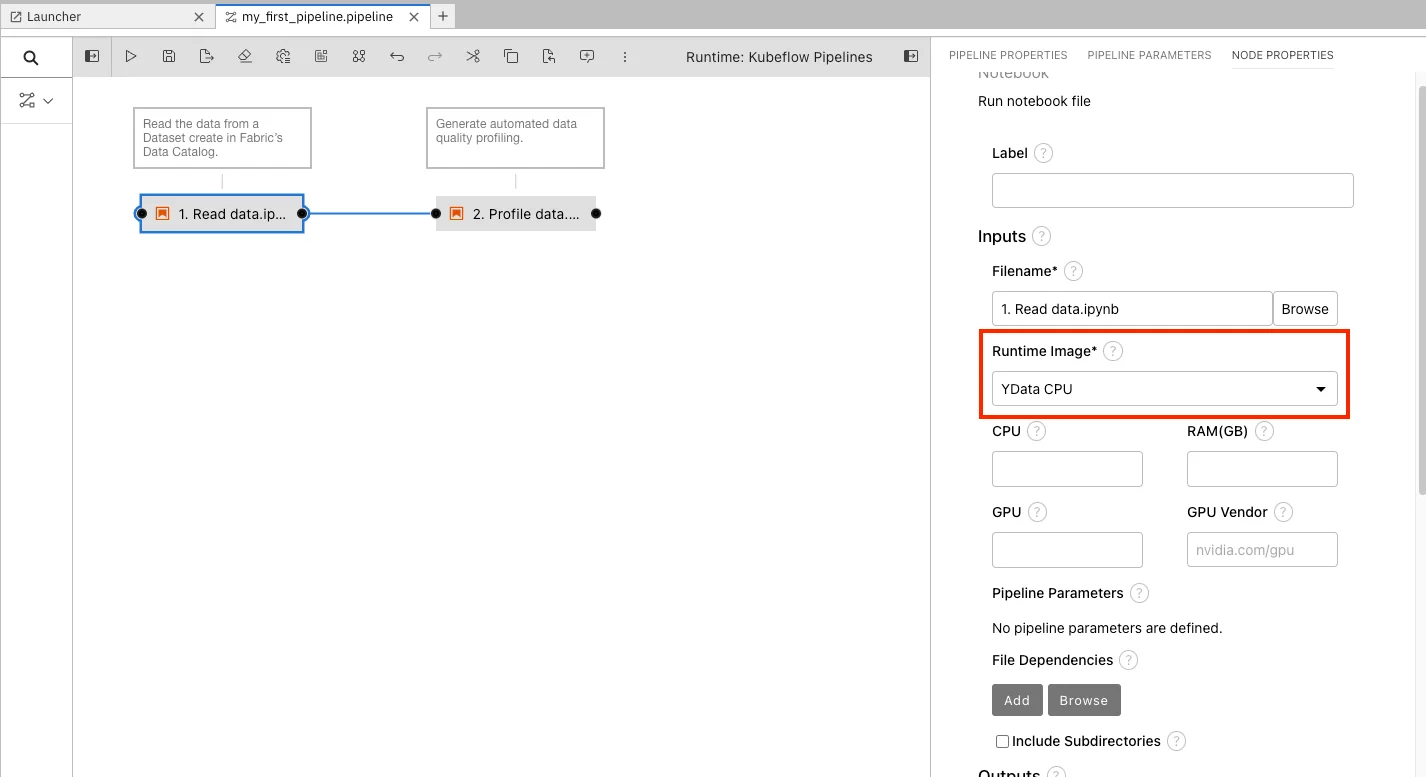 Launcher
my_first_pipeline.pipeline
Runtime: Kubeflow Pipelines
PIPELINE PROPERTIES
PIPELINE PARAMETERS
NODE PROPERTIES
Read the data from a
Dataset create in Fabric's
Data Catalog.
Generate automated data
quality profiling.
1. Read data.ip...
2. Profile data....
Notebook
Run notebook file
Label ?
Inputs ?
Filename* ?
1. Read data.ipynb
Browse
Runtime Image* ?
YData CPU
CPU ?
RAM(GB) ?
GPU ?
GPU Vendor ?
nvidia.com/gpu
Pipeline Parameters ?
No pipeline parameters are defined.
File Dependencies ?
Add
Browse
Include Subdirectories ?
Outputs ?